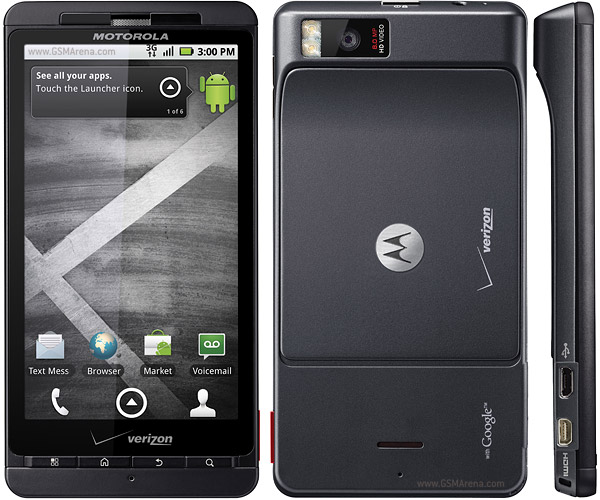 MOTOROLA
www.GSMArena.com
3G
3:00 PM
See all your apps.
Touch the Launcher icon.
1 of 6
Text Mess
Browser
Market
Voicemail
verizon
8.0 MP
HD VIDEO
verizon
with Google™
www.GSMArena.com
HDMI